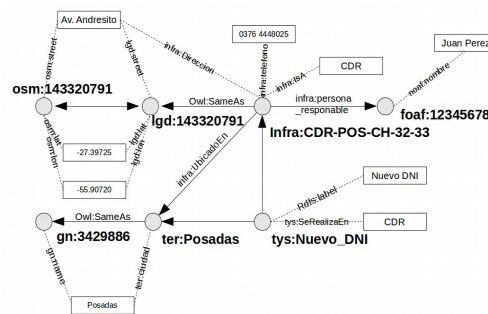 Av. Andresito
0376 4448025
Juan Perez
CDR
osm:street
lgd:street
infra:Direccion
infra:telefono
infra:IsA
foaf:nombre
osm:143320791
Owl:SameAs
infra:persona
_responable
lgd:143320791
Infra:CDR-POS-CH-32-33
foaf:12345678
osm:lat
osm:lon
lgd:lat
lgd:lon
-27.39725
-55.90720
infra:UbicadoEn
Nuevo DNI
Rdfs:label
Owl:SameAs
tys:SeRealizaEn
CDR
gn:3429886
ter:Posadas
tys:Nuevo_DNI
gn:name
ter:ciudad
Posadas